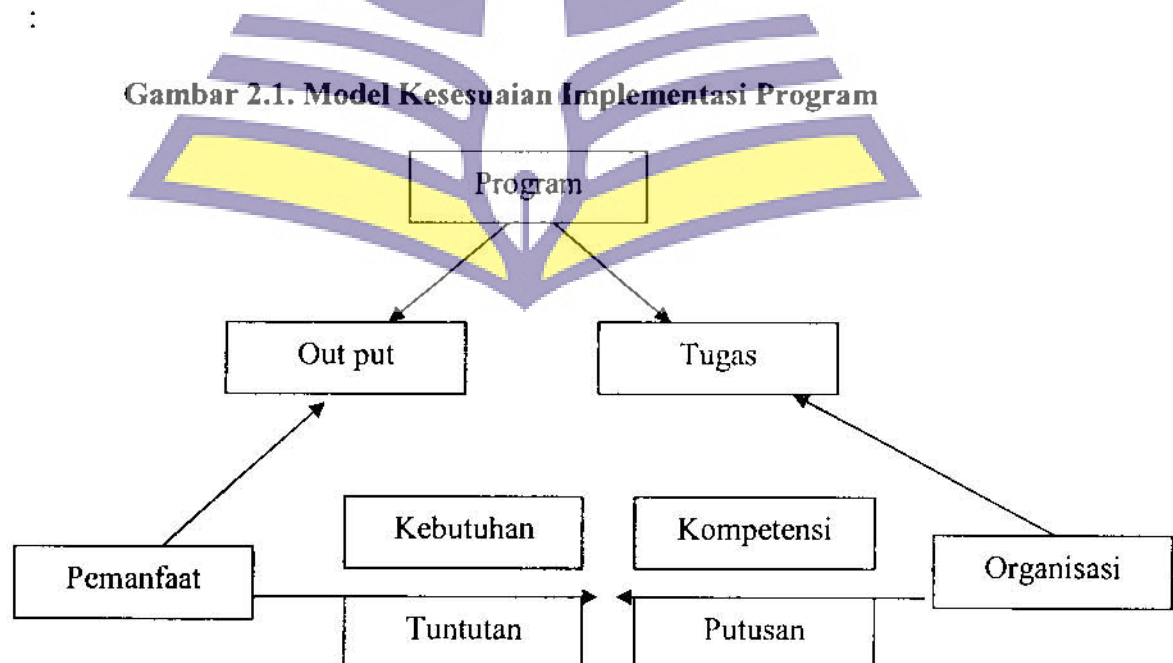 :
Gambar 2.1. Model Kesesuaian Implementasi Program
Program
Out put
Tugas
Kebutuhan
Kompetensi
Pemanfaat
Organisasi
Tuntutan
Putusan